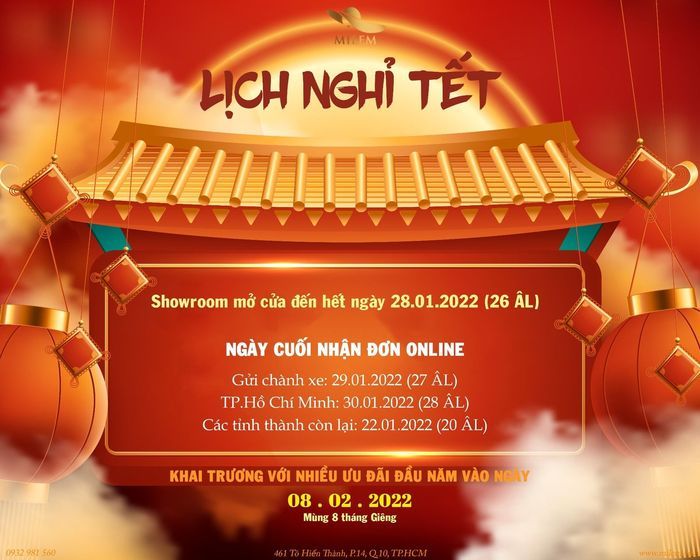 LỊCH NGHỈ TẾT
Showroom mở cửa đến hết ngày 28.01.2022 (26 ÂL)
NGÀY CUỐI NHẬN ĐƠN ONLINE
Gửi chành xe: 29.01.2022 (27 ÂL)
TP.Hồ Chí Minh: 30.01.2022 (28 ÂL)
Các tỉnh thành còn lại: 22.01.2022 (20 ÂL)
KHAI TRƯƠNG VỚI NHIỀU ƯU ĐÃI ĐẦU NĂM VÀO NGÀY
08 . 02 . 2022
Mùng 8 tháng Giêng
0932 981 560
461 Tô Hiến Thành, P.14, Q.10, TP.HCM